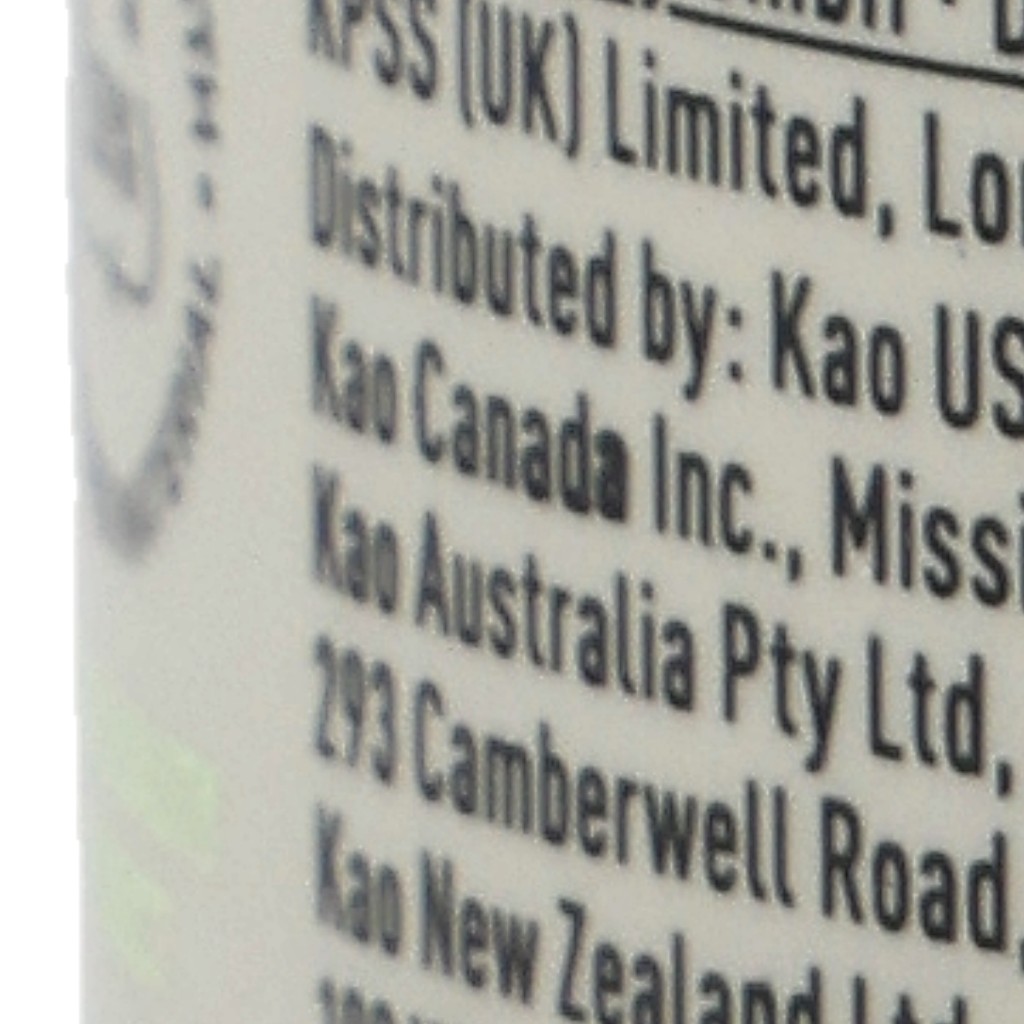 KPSS (UK) Limited, Lo
Distributed by: Kao US
Kao Canada Inc., Missi
Kao Australia Pty Ltd,
293 Camberwell Road,
Kao New Zealand Ltd